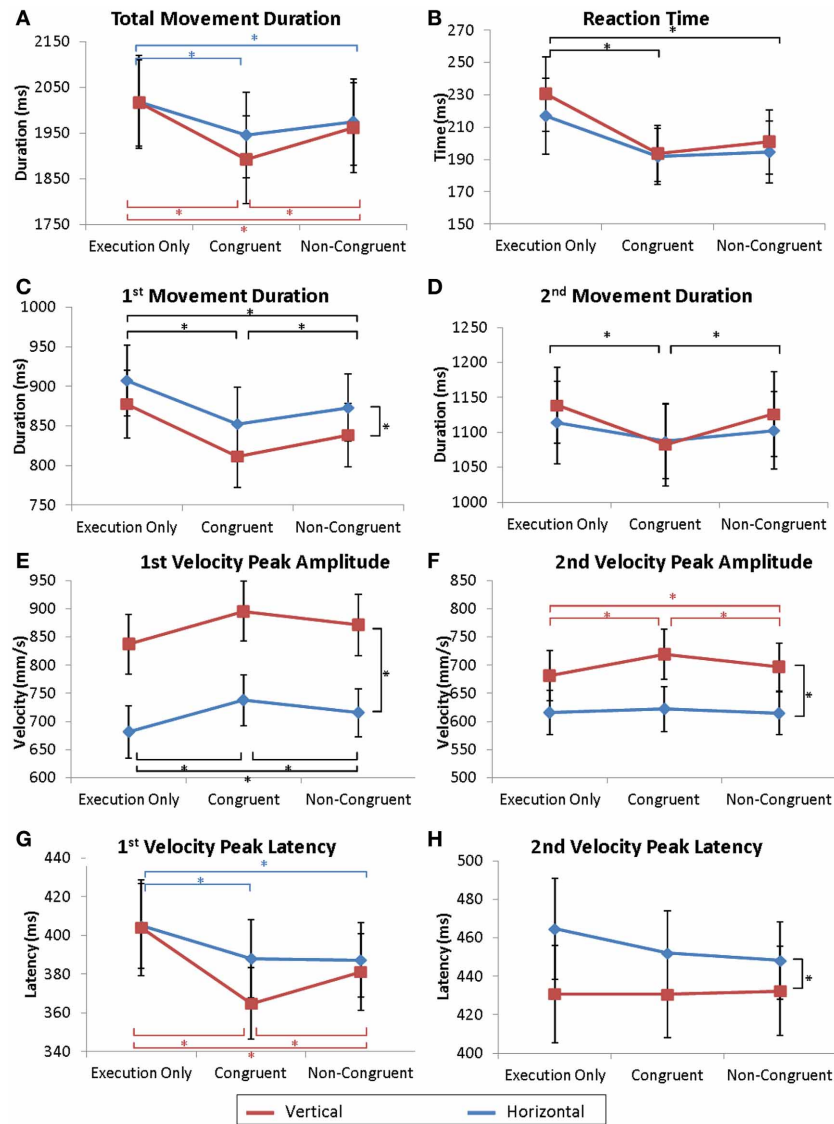 A Total Movement Duration
Duration (ms)
2150
2050
1950
1850
1750
* * * * *
Execution Only Congruent Non-Congruent
B Reaction Time
Time (ms)
270
250
230
210
190
170
150
* *
Execution Only Congruent Non-Congruent
C 1st Movement Duration
Duration (ms)
1000
950
900
850
800
750
* * * *
Execution Only Congruent Non-Congruent
D 2nd Movement Duration
Duration (ms)
1250
1200
1150
1100
1050
1000
* *
Execution Only Congruent Non-Congruent
E 1st Velocity Peak Amplitude
Velocity (mm/s)
950
900
850
800
750
700
650
600
* * * *
Execution Only Congruent Non-Congruent
F 2nd Velocity Peak Amplitude
Velocity (mm/s)
850
800
750
700
650
600
550
500
* * * *
Execution Only Congruent Non-Congruent
G 1st Velocity Peak Latency
Latency (ms)
440
420
400
380
360
340
* * * * *
Execution Only Congruent Non-Congruent
H 2nd Velocity Peak Latency
Latency (ms)
500
480
460
440
420
400
*
Execution Only Congruent Non-Congruent
Vertical Horizontal